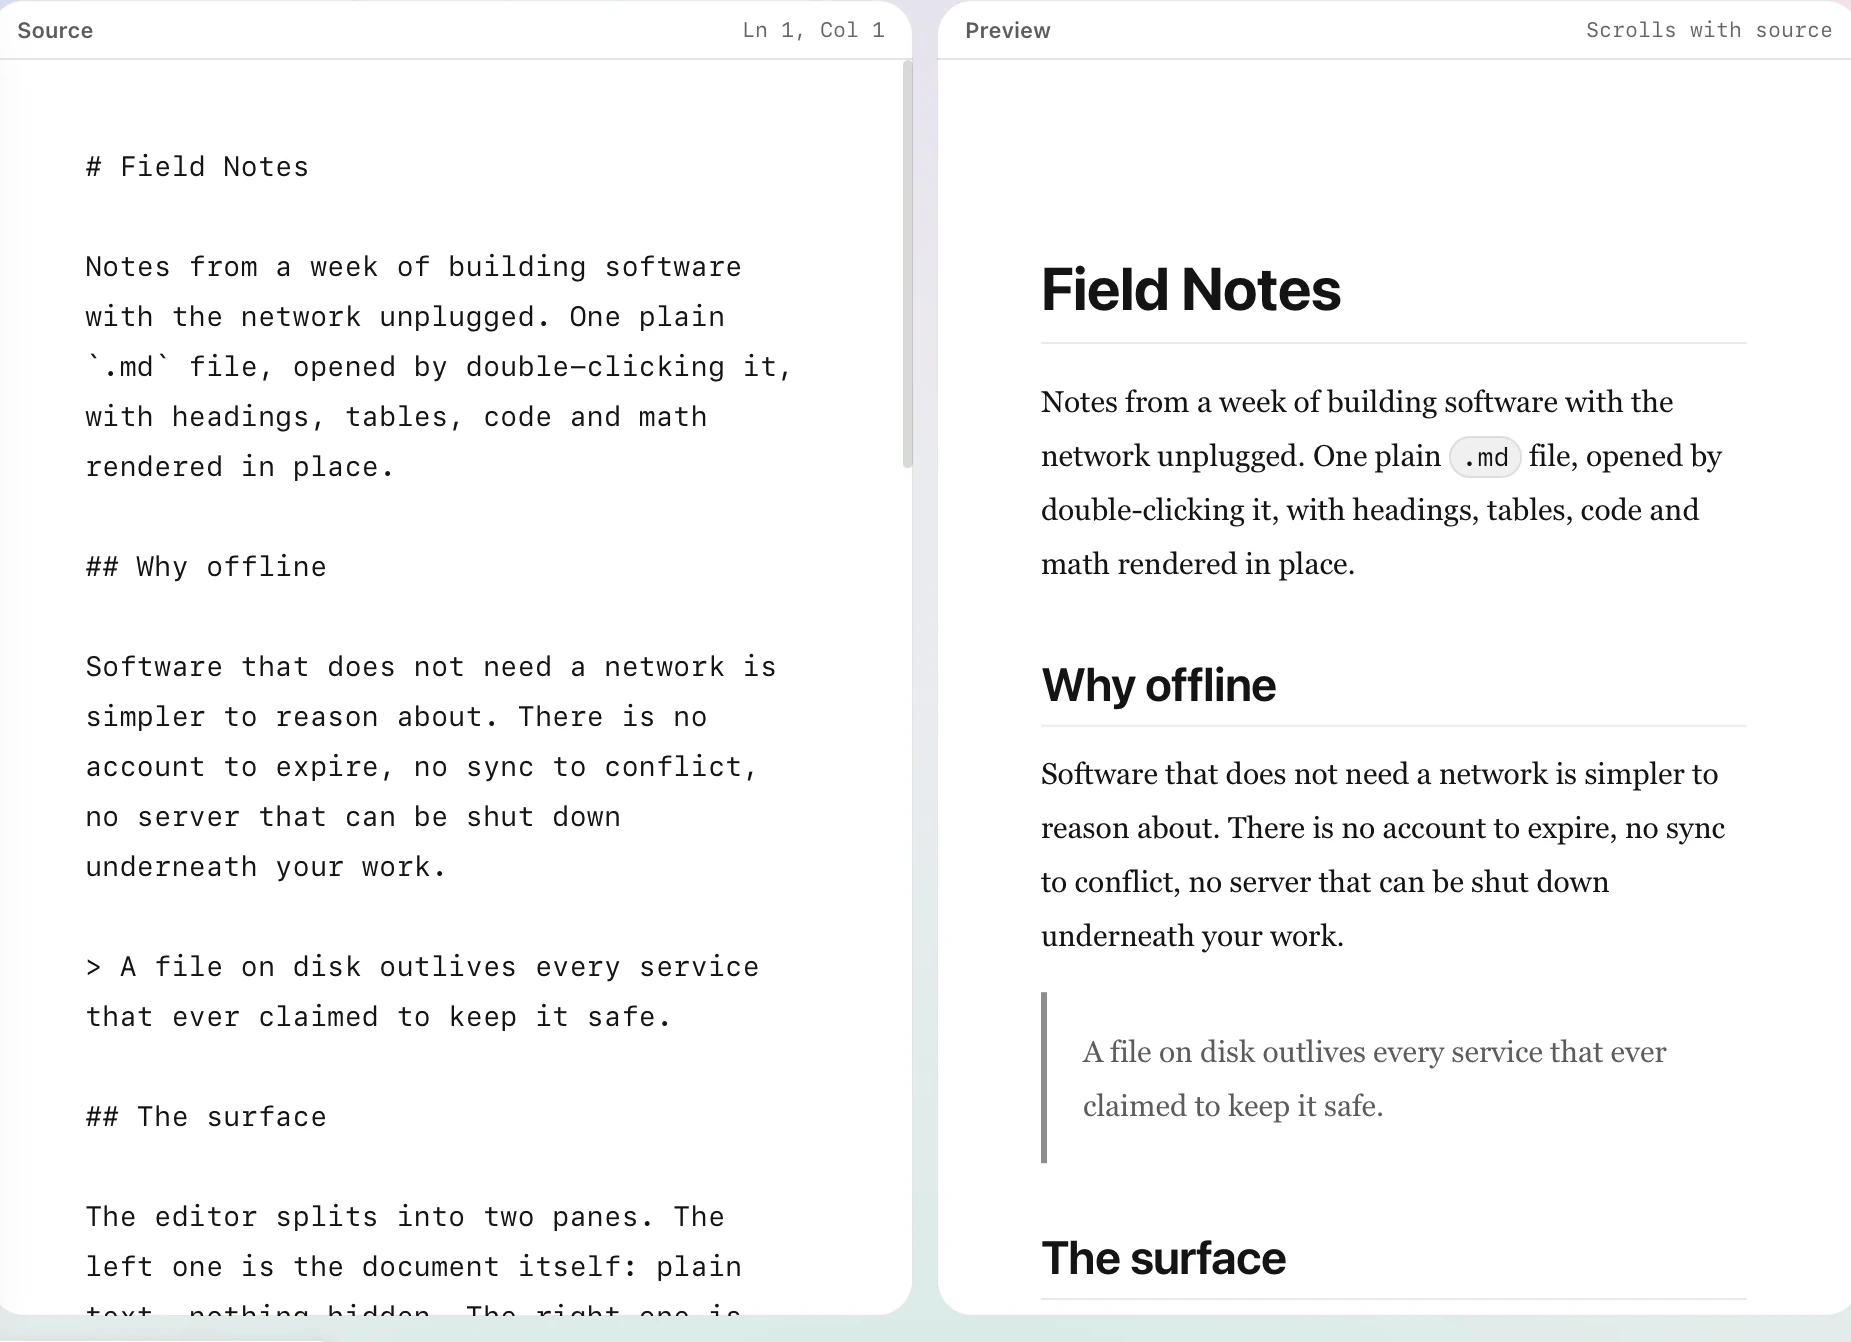 Source
Ln 1, Col 1
# Field Notes
Notes from a week of building software
with the network unplugged. One plain
`.md` file, opened by double-clicking it,
with headings, tables, code and math
rendered in place.
## Why offline
Software that does not need a network is
simpler to reason about. There is no
account to expire, no sync to conflict,
no server that can be shut down
underneath your work.
> A file on disk outlives every service
that ever claimed to keep it safe.
## The surface
The editor splits into two panes. The
left one is the document itself: plain
text, nothing hidden. The right one is
Preview
Scrolls with source
Field Notes
Notes from a week of building software with the
network unplugged. One plain .md file, opened by
double-clicking it, with headings, tables, code and
math rendered in place.
Why offline
Software that does not need a network is simpler to
reason about. There is no account to expire, no sync
to conflict, no server that can be shut down
underneath your work.
A file on disk outlives every service that ever
claimed to keep it safe.
The surface